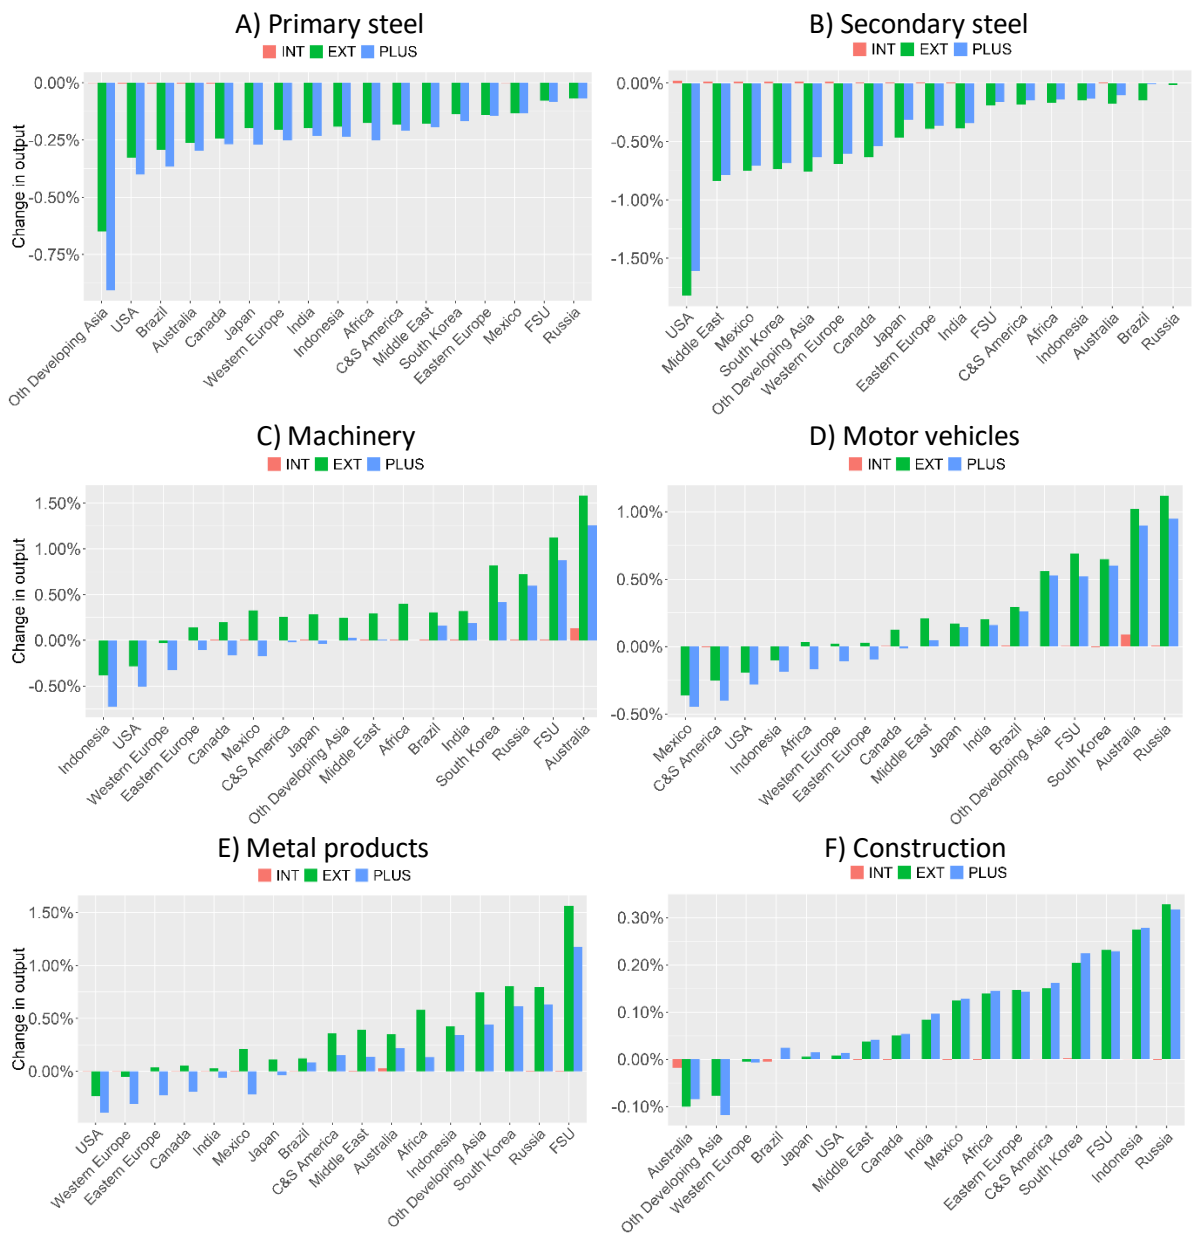 A) Primary steel
INT EXT PLUS
Change in output
0.00%
-0.25%
-0.50%
-0.75%
Oth Developing Asia
USA
Brazil
Australia
Canada
Japan
Western Europe
India
Indonesia
Africa
C&S America
Middle East
South Korea
Eastern Europe
Mexico
FSU
Russia
B) Secondary steel
INT EXT PLUS
0.00%
-0.50%
-1.00%
-1.50%
USA
Middle East
Mexico
South Korea
Oth Developing Asia
Western Europe
Canada
Japan
Eastern Europe
India
FSU
C&S America
Africa
Indonesia
Australia
Brazil
Russia
C) Machinery
INT EXT PLUS
Change in output
1.50%
1.00%
0.50%
0.00%
-0.50%
Indonesia
USA
Western Europe
Eastern Europe
Canada
Mexico
C&S America
Japan
Oth Developing Asia
Middle East
Africa
Brazil
India
South Korea
Russia
FSU
Australia
D) Motor vehicles
INT EXT PLUS
1.00%
0.50%
0.00%
-0.50%
Mexico
C&S America
USA
Indonesia
Africa
Western Europe
Eastern Europe
Canada
Middle East
Japan
India
Brazil
Oth Developing Asia
FSU
South Korea
Australia
Russia
E) Metal products
INT EXT PLUS
Change in output
1.50%
1.00%
0.50%
0.00%
USA
Western Europe
Eastern Europe
Canada
India
Mexico
Japan
Brazil
C&S America
Middle East
Australia
Africa
Indonesia
Oth Developing Asia
South Korea
Russia
FSU
F) Construction
INT EXT PLUS
0.30%
0.20%
0.10%
0.00%
-0.10%
Australia
Oth Developing Asia
Western Europe
Brazil
Japan
USA
Middle East
Canada
India
Mexico
Africa
Eastern Europe
C&S America
South Korea
FSU
Indonesia
Russia